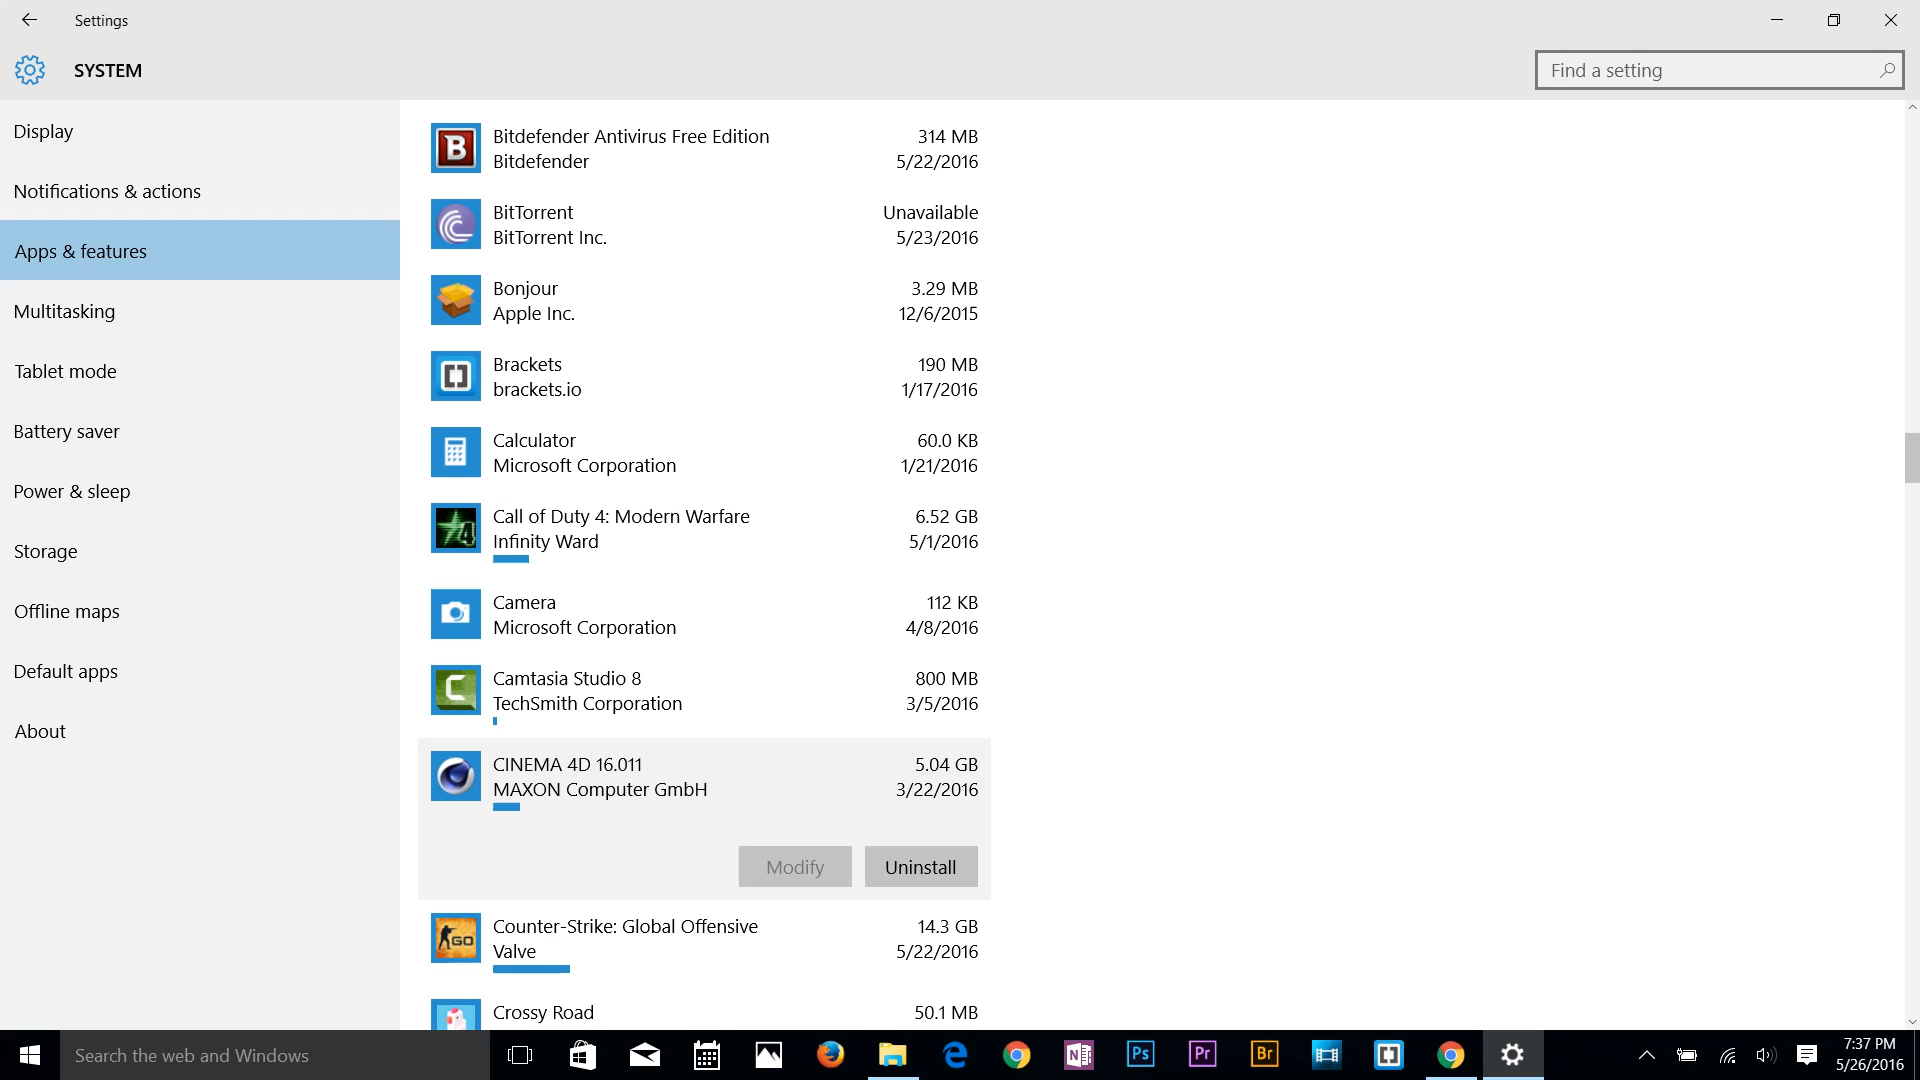 Settings
SYSTEM
Find a setting
Display
Notifications & actions
Apps & features
Multitasking
Tablet mode
Battery saver
Power & sleep
Storage
Offline maps
Default apps
About
Bitdefender Antivirus Free Edition 314 MB
Bitdefender 5/22/2016
BitTorrent Unavailable
BitTorrent Inc. 5/23/2016
Bonjour 3.29 MB
Apple Inc. 12/6/2015
Brackets 190 MB
brackets.io 1/17/2016
Calculator 60.0 KB
Microsoft Corporation 1/21/2016
Call of Duty 4: Modern Warfare 6.52 GB
Infinity Ward 5/1/2016
Camera 112 KB
Microsoft Corporation 4/8/2016
Camtasia Studio 8 800 MB
TechSmith Corporation 3/5/2016
CINEMA 4D 16.011 5.04 GB
MAXON Computer GmbH 3/22/2016
Modify Uninstall
Counter-Strike: Global Offensive 14.3 GB
Valve 5/22/2016
GO
Crossy Road 50.1 MB
Search the web and Windows
N Ps Pr Br
7:37 PM
5/26/2016